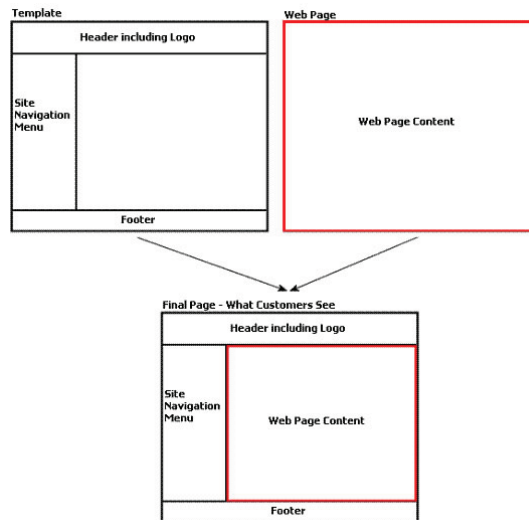 Template
Header including Logo
Site
Navigation
Menu
Footer
Web Page
Web Page Content
Final Page - What Customers See
Header including Logo
Site
Navigation
Menu
Web Page Content
Footer